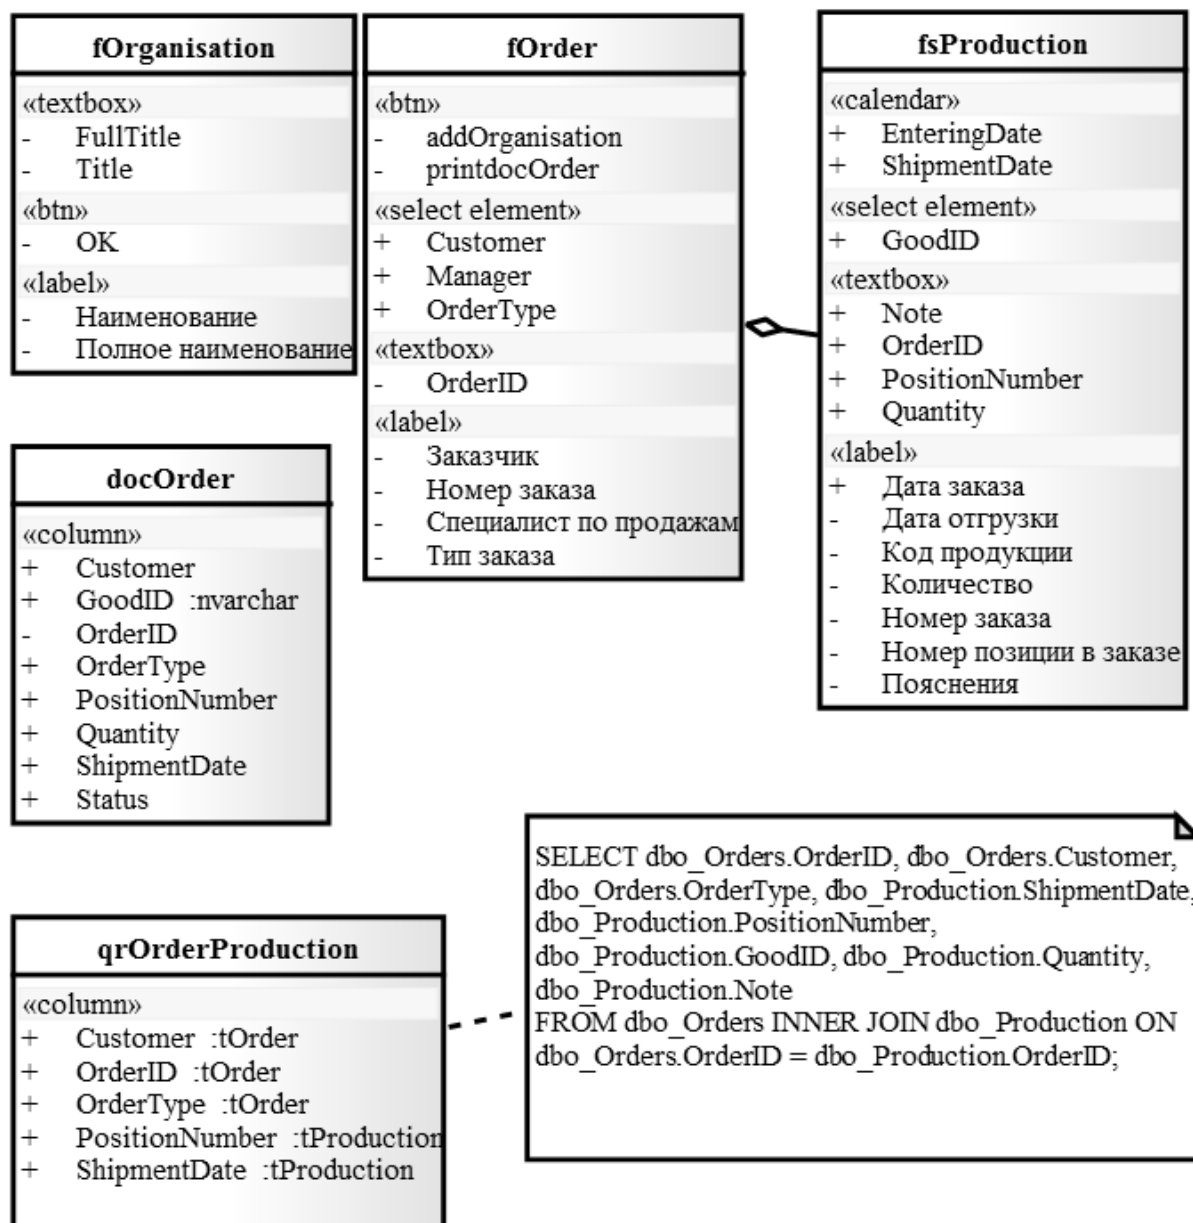 fOrganisation
«textbox»
- FullTitle
- Title
«btn»
- OK
«label»
- Наименование
- Полное наименование
fOrder
«btn»
- addOrganisation
- printdocOrder
«select element»
+ Customer
+ Manager
+ OrderType
«textbox»
- OrderID
«label»
- Заказчик
- Номер заказа
- Специалист по продажам
- Тип заказа
fsProduction
«calendar»
+ EnteringDate
+ ShipmentDate
«select element»
+ GoodID
«textbox»
+ Note
+ OrderID
+ PositionNumber
+ Quantity
«label»
+ Дата заказа
- Дата отгрузки
- Код продукции
- Количество
- Номер заказа
- Номер позиции в заказе
- Пояснения
docOrder
«column»
+ Customer
+ GoodID :nvarchar
- OrderID
+ OrderType
+ PositionNumber
+ Quantity
+ ShipmentDate
+ Status
qrOrderProduction
«column»
+ Customer :tOrder
+ OrderID :tOrder
+ OrderType :tOrder
+ PositionNumber :tProduction
+ ShipmentDate :tProduction
SELECT dbo_Orders.OrderID, dbo_Orders.Customer,
dbo_Orders.OrderType, dbo_Production.ShipmentDate,
dbo_Production.PositionNumber,
dbo_Production.GoodID, dbo_Production.Quantity,
dbo_Production.Note
FROM dbo_Orders INNER JOIN dbo_Production ON
dbo_Orders.OrderID = dbo_Production.OrderID;